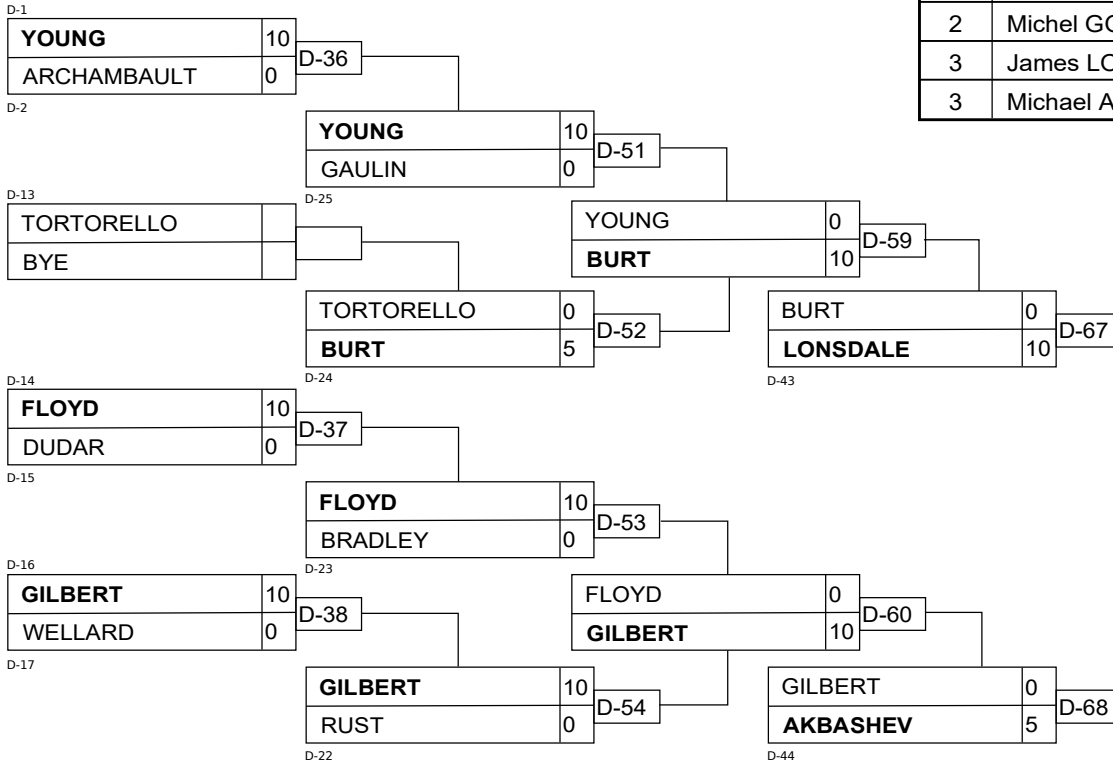 D-1
YOUNG 10
D-36
ARCHAMBAULT 0
D-2
2 Michel
3 James
3 Michael
YOUNG 10
D-51
GAULIN 0
D-25
D-13
TORTORELLO
BYE
YOUNG 0
D-59
BURT 10
TORTORELLO 0
D-52
BURT 5
D-24
BURT 0
D-67
LONSDALE 10
D-43
D-14
FLOYD 10
D-37
DUDAR 0
D-15
FLOYD 10
D-53
BRADLEY 0
D-23
D-16
GILBERT 10
D-38
WELLARD 0
D-17
FLOYD 0
D-60
GILBERT 10
GILBERT 10
D-54
RUST 0
D-22
GILBERT 0
D-68
AKBASHEV 5
D-44